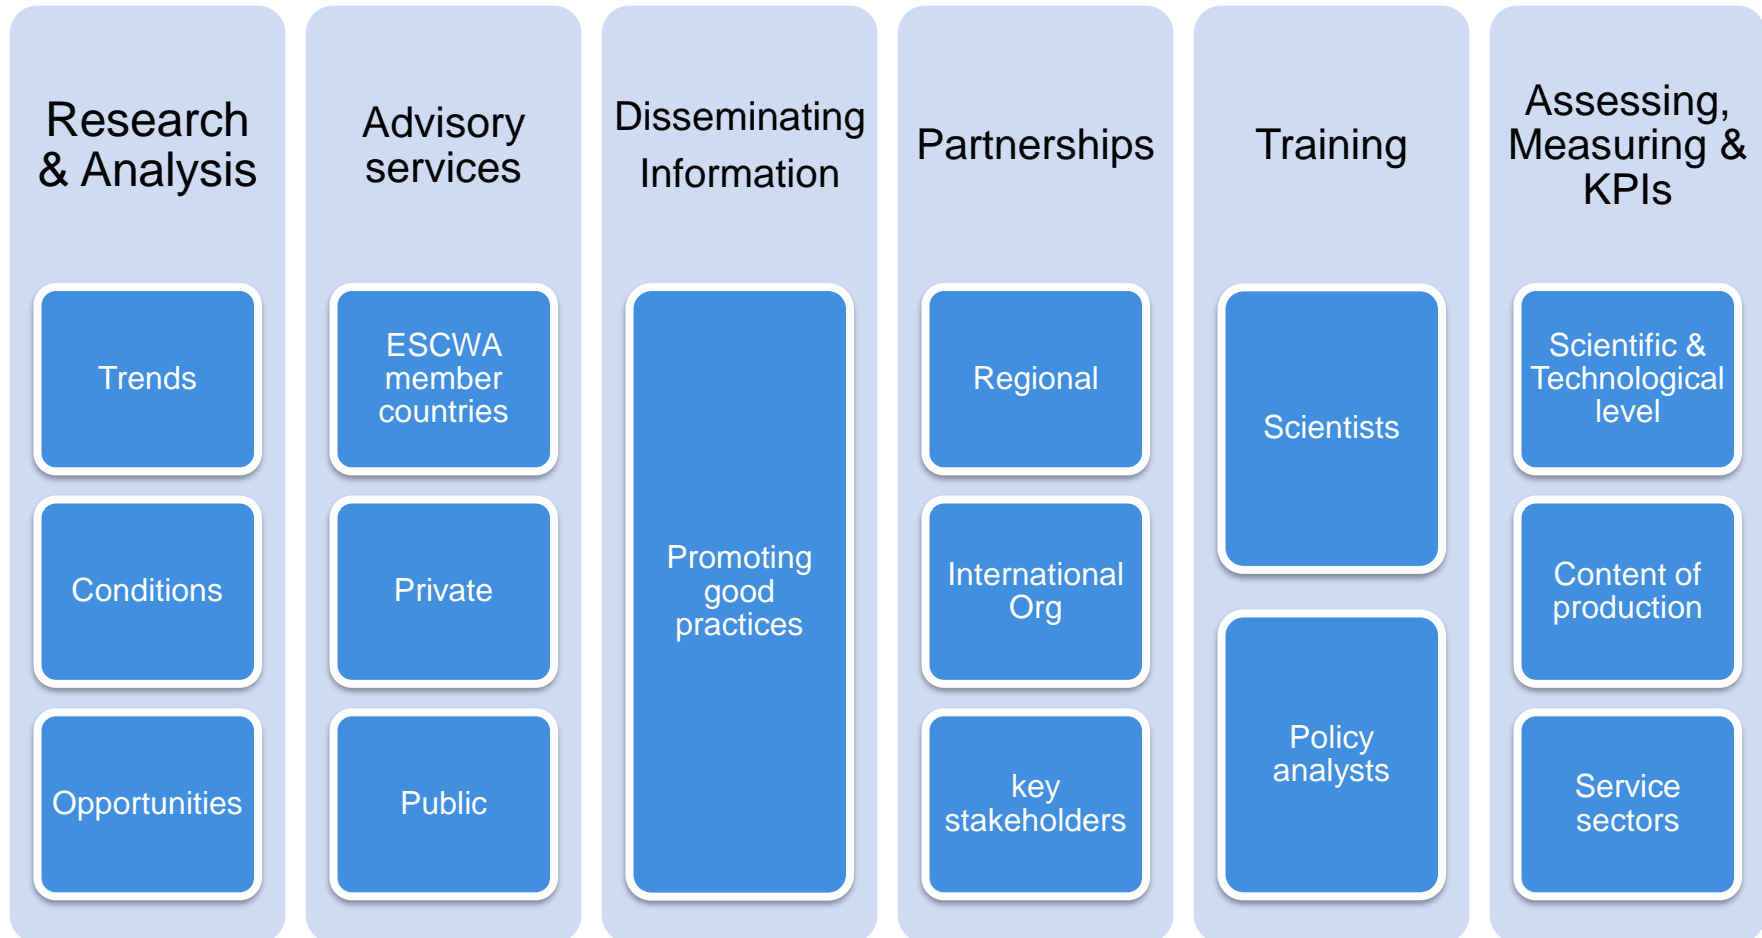 Research
& Analysis
Trends
Conditions
Opportunities
Advisory
services
ESCWA
member
countries
Private
Public
Disseminating
Information
Promoting
good
practices
Partnerships
Regional
International
Org
key
stakeholders
Training
Scientists
Policy
analysts
Assessing,
Measuring &
KPIs
Scientific &
Technological
level
Content of
production
Service
sectors